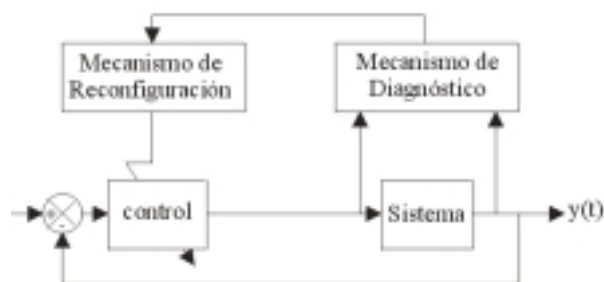 Mecanismo de
Reconfiguración
Mecanismo de
Diagnóstico
+
-
control
Sistema
y(t)